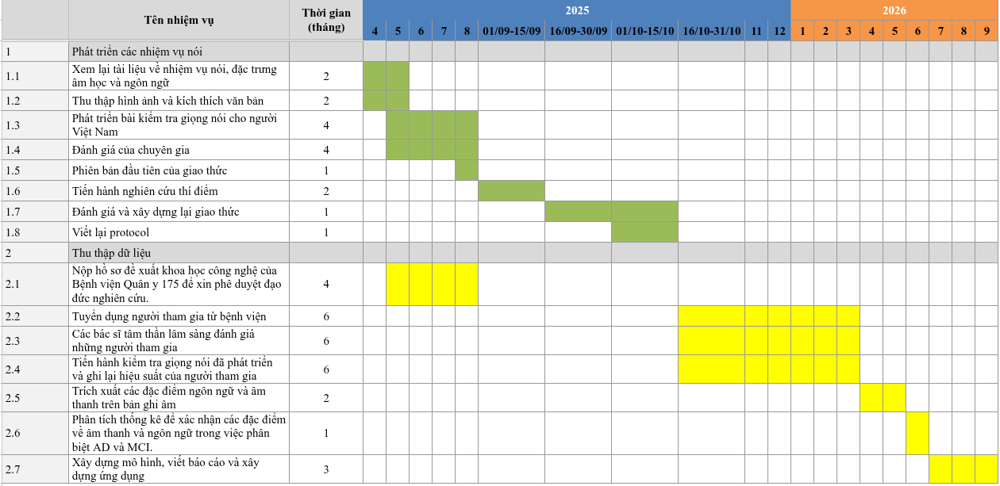 Tên nhiệm vụ
Thời gian
(tháng)
2025
2026
4 5 6 7 8 01/09-15/09 16/09-30/09 01/10-15/10 16/10-31/10 11 12 1 2 3 4 5 6 7 8 9
1 Phát triển các nhiệm vụ nói
1.1 Xem lại tài liệu về nhiệm vụ nói, đặc trưng
âm học và ngôn ngữ
2
1.2 Thu thập hình ảnh và kích thích văn bản 2
1.3 Phát triển bài kiểm tra giọng nói cho người
Việt Nam
4
1.4 Đánh giá của chuyên gia 4
1.5 Phiên bản đầu tiên của giao thức 1
1.6 Tiến hành nghiên cứu thí điểm 2
1.7 Đánh giá và xây dựng lại giao thức 1
1.8 Viết lại protocol 1
2 Thu thập dữ liệu
2.1 Nộp hồ sơ đề xuất khoa học công nghệ của
Bệnh viện Quân y 175 để xin phê duyệt đạo
đức nghiên cứu.
4
2.2 Tuyển dụng người tham gia từ bệnh viện 6
2.3 Các bác sĩ tâm thần lâm sàng đánh giá
những người tham gia
6
2.4 Tiến hành kiểm tra giọng nói đã phát triển
và ghi lại hiệu suất của người tham gia
6
2.5 Trích xuất các đặc điểm ngôn ngữ và âm
thanh trên bản ghi âm
2
2.6 Phân tích thống kê để xác nhận các đặc điểm
về âm thanh và ngôn ngữ trong việc phân
biệt AD và MCI.
1
2.7 Xây dựng mô hình, viết báo cáo và xây
dựng ứng dụng
3